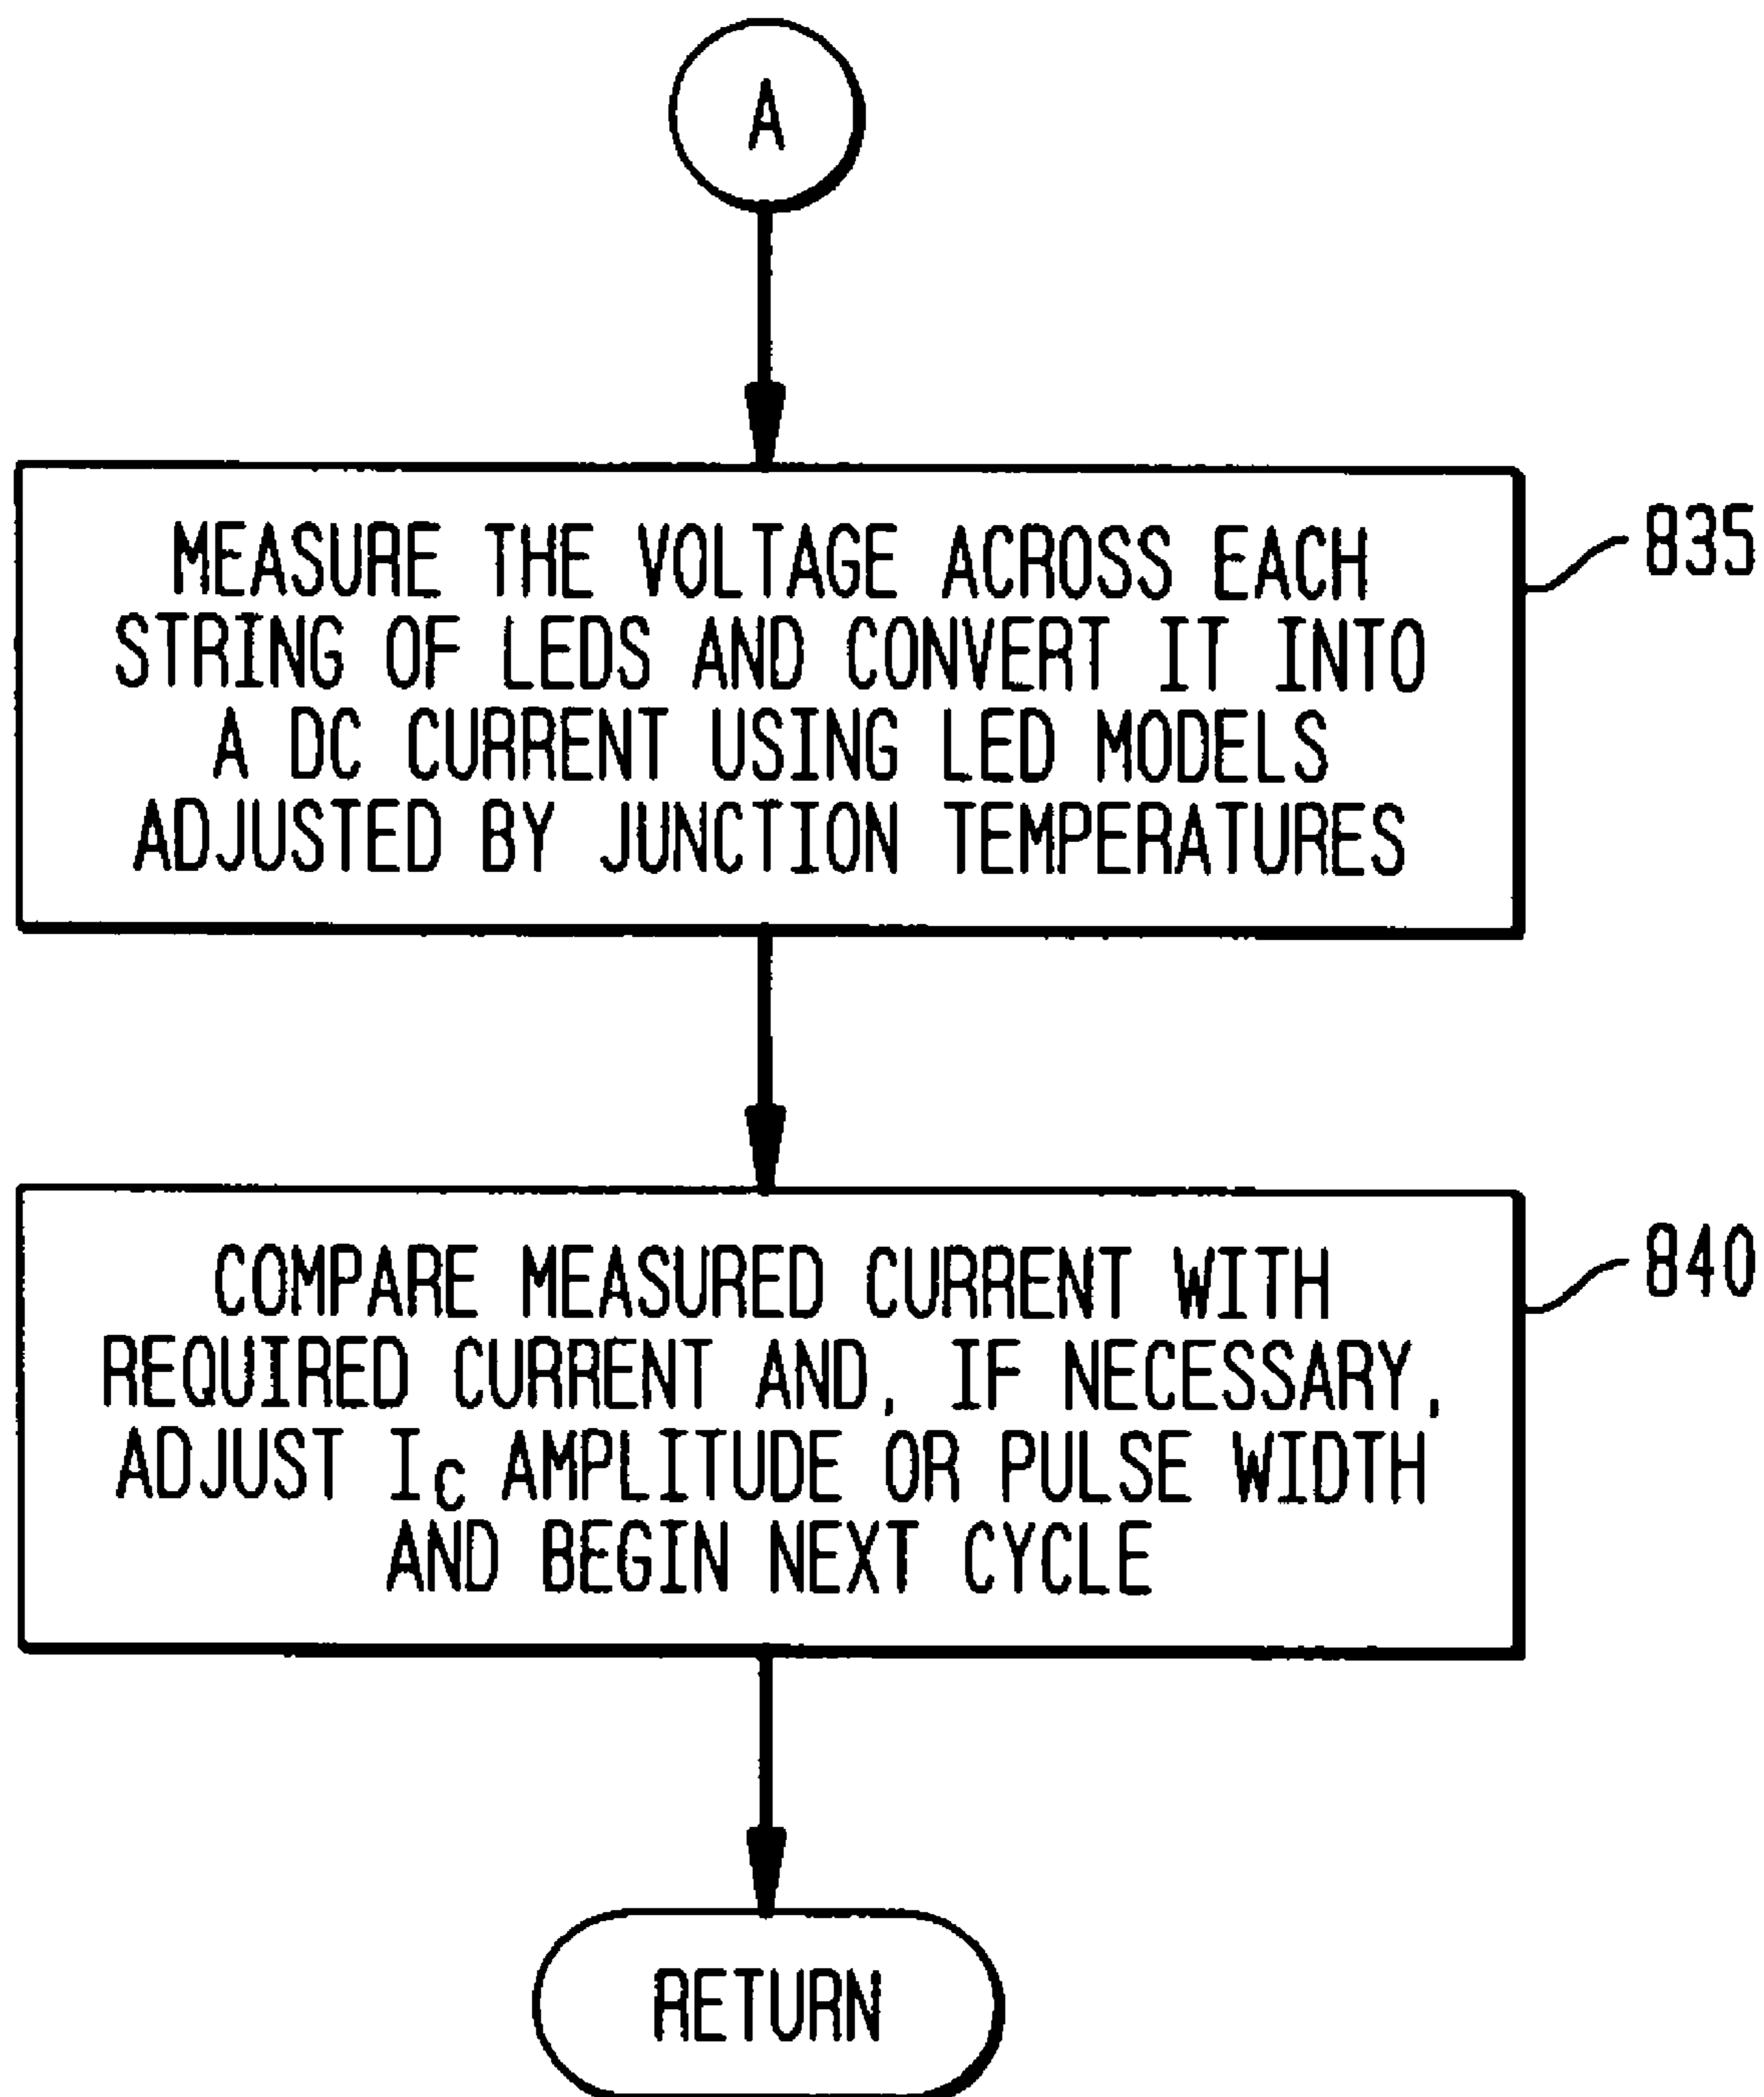 A
MEASURE THE VOLTAGE ACROSS EACH
STRING OF LEDS AND CONVERT IT INTO
A DC CURRENT USING LED MODELS
ADJUSTED BY JUNCTION TEMPERATURES
835
COMPARE MEASURED CURRENT WITH
REQUIRED CURRENT AND, IF NECESSARY,
ADJUST I_C AMPLITUDE OR PULSE WIDTH
AND BEGIN NEXT CYCLE
840
RETURN